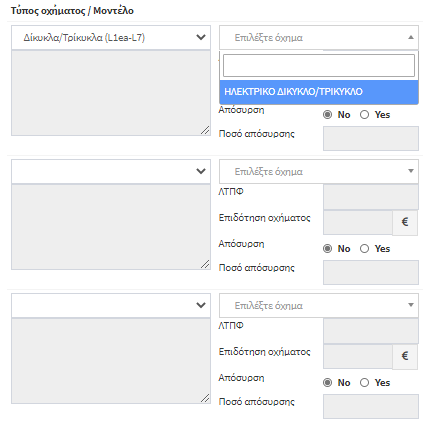 Τύπος οχήματος / Μοντέλο
Δίκυκλα/Τρίκυκλα (L1ea-L7) Επιλέξτε όχημα
ΗΛΕΚΤΡΙΚΟ ΔΙΚΥΚΛΟ/ΤΡΙΚΥΚΛΟ
Απόσυρση No Yes
Ποσό απόσυρσης
Επιλέξτε όχημα
ΛΤΠΦ
Επιδότηση οχήματος €
Απόσυρση No Yes
Ποσό απόσυρσης
Επιλέξτε όχημα
ΛΤΠΦ
Επιδότηση οχήματος €
Απόσυρση No Yes
Ποσό απόσυρσης